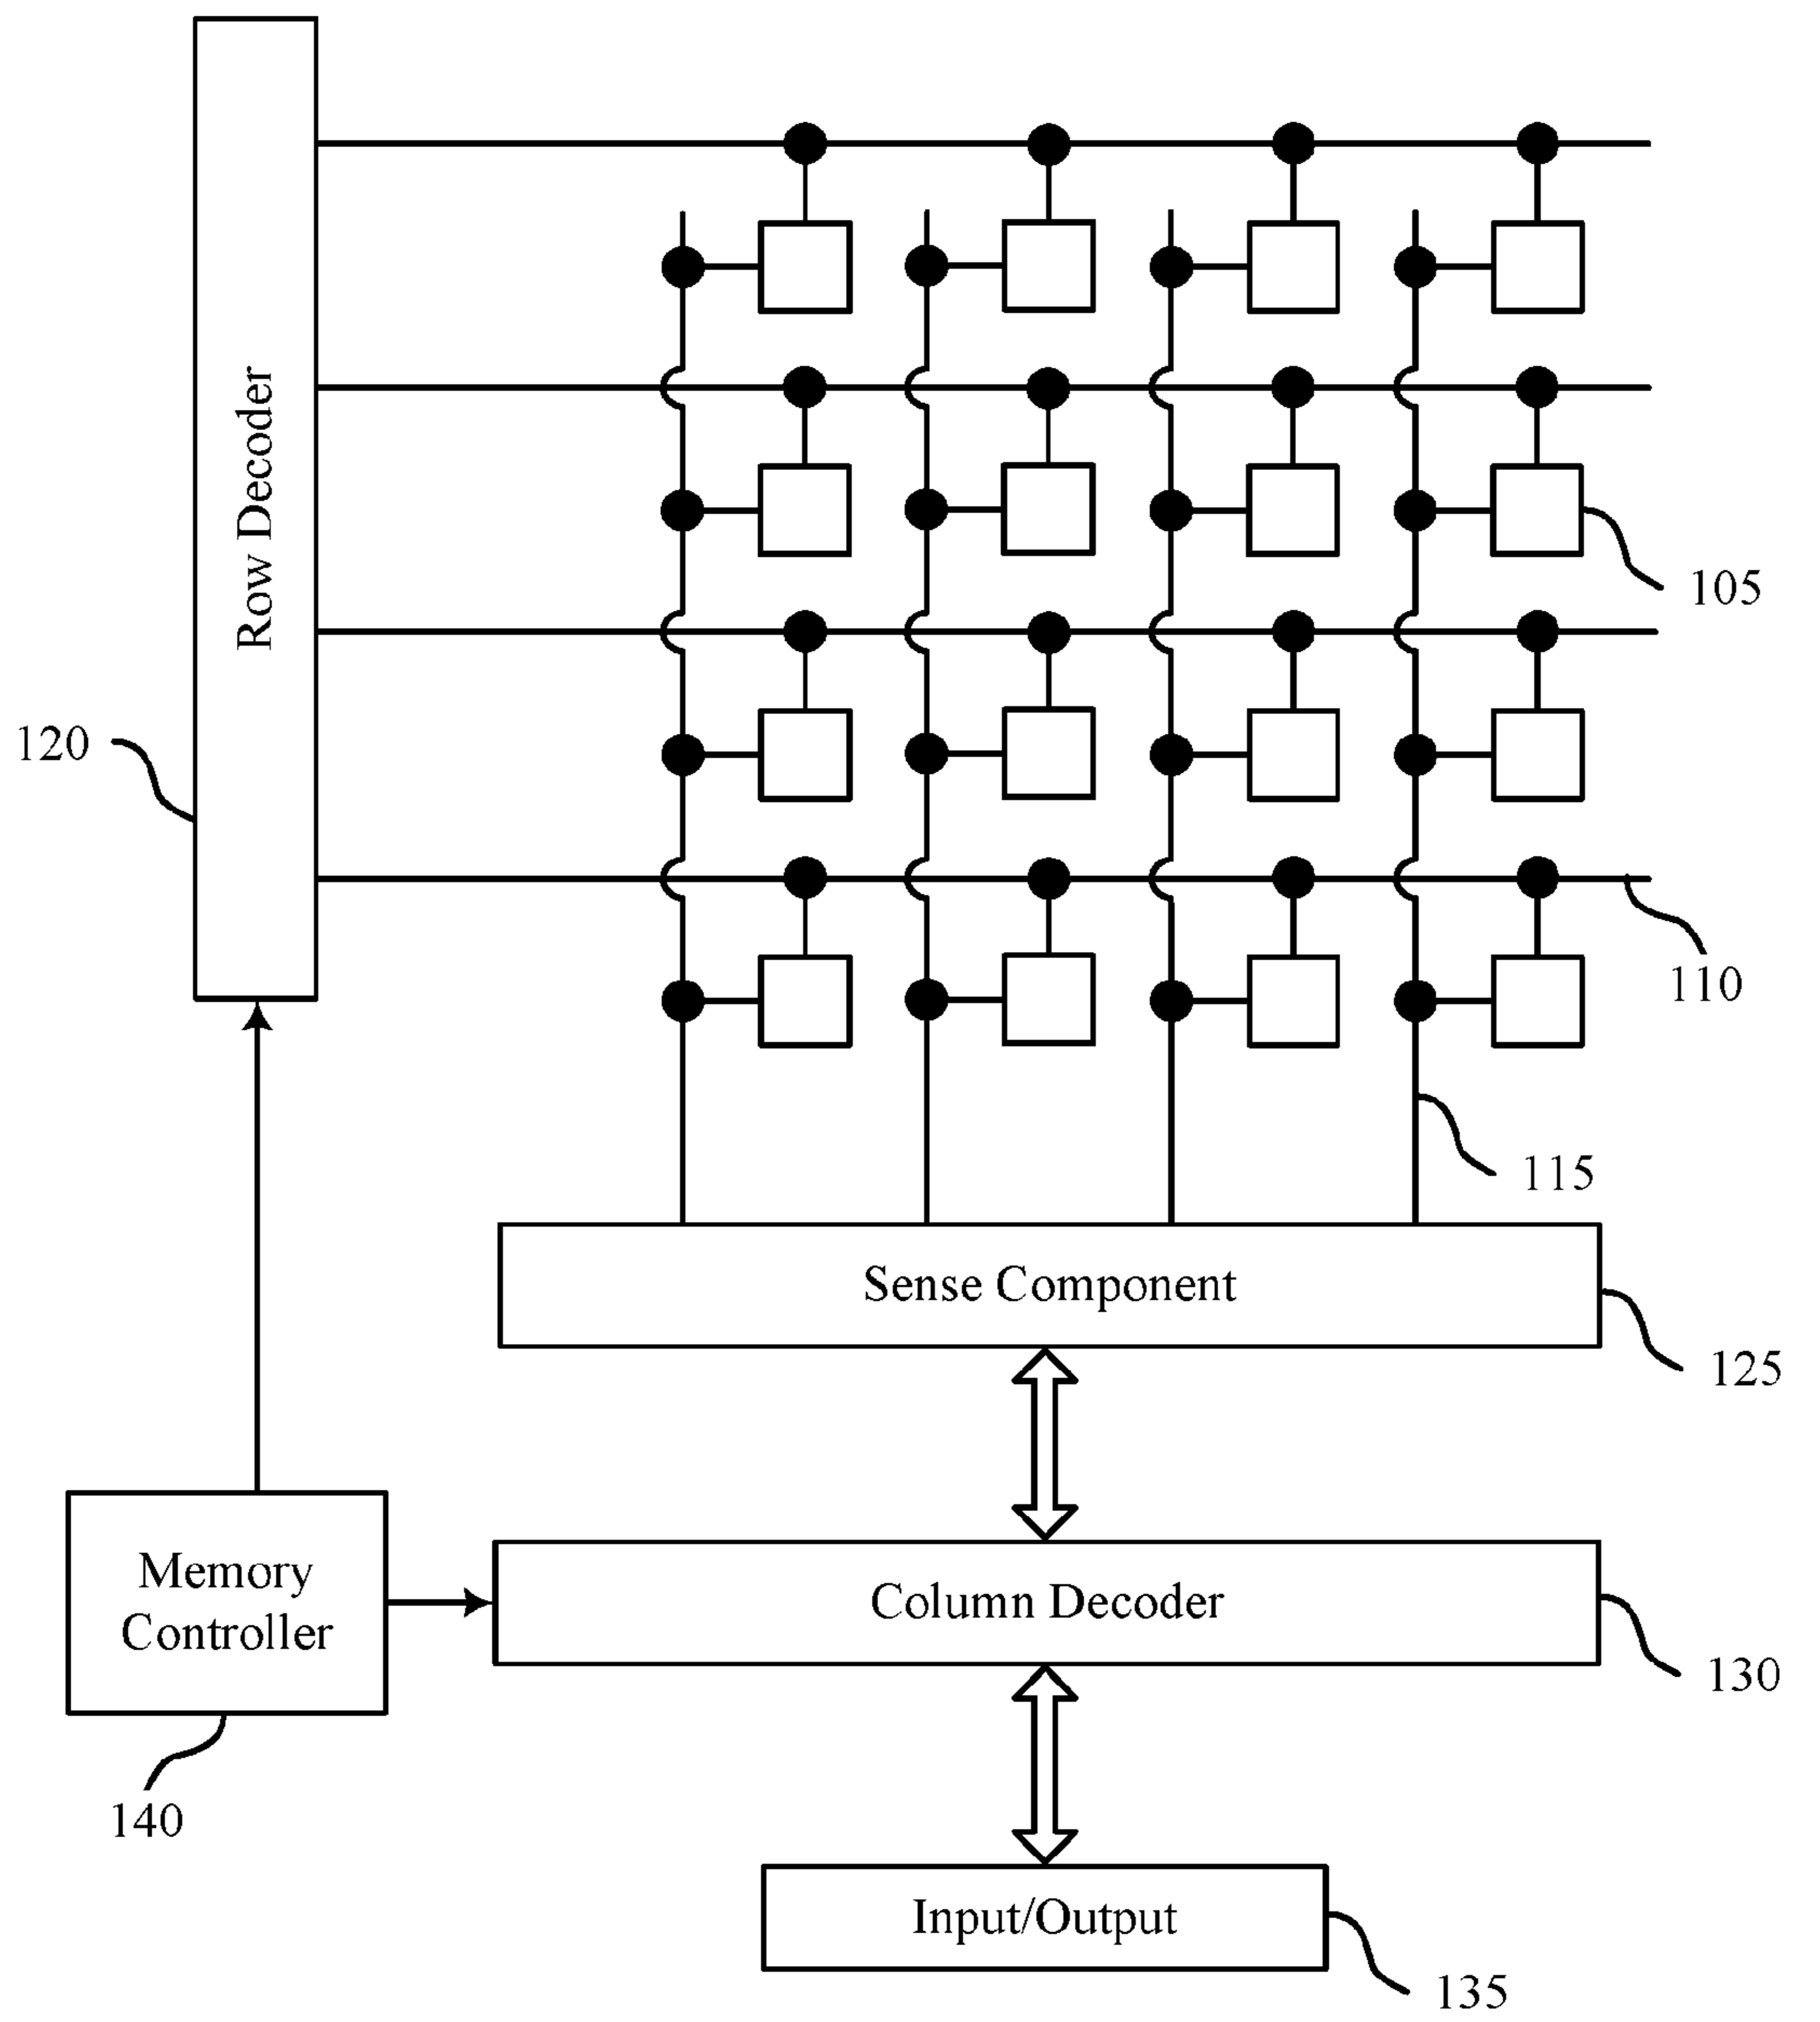 Row Decoder
105
120
110
115
Sense Component
125
Memory
Controller
Column Decoder
130
140
Input/Output
135